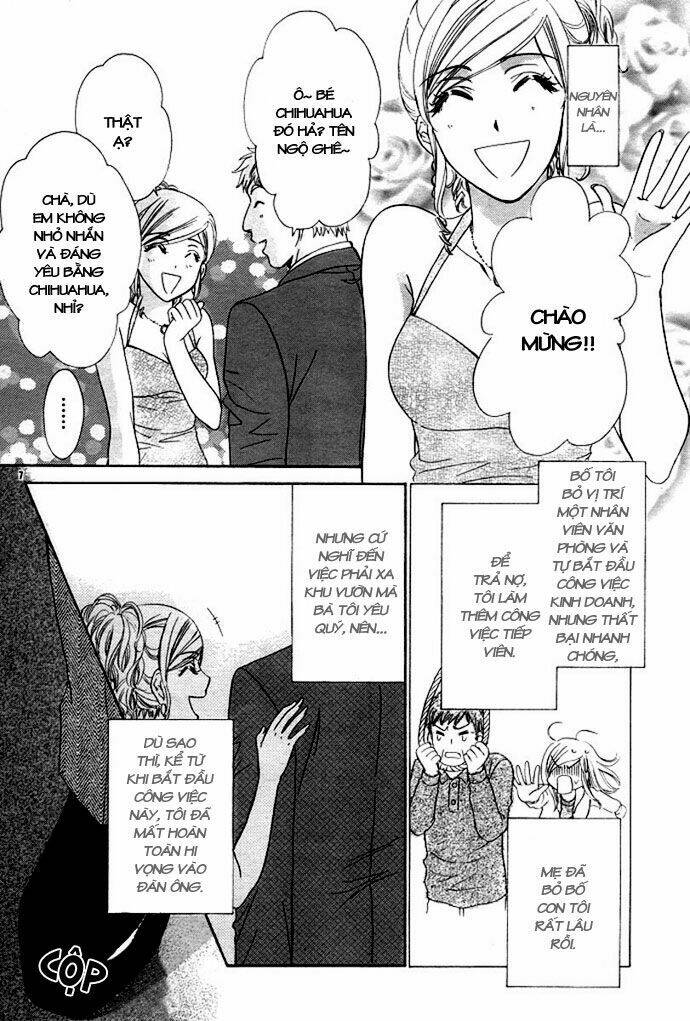 NGUYÊN
NHÂN
LÀ...
CHÀO
MỪNG!!
Ô~ BÉ
CHIHUAHUA
ĐÓ HẢ? TÊN
NGỘ GHÊ~
THẬT
Ạ?
CHÀ, DÙ
EM KHÔNG
NHỎ NHẮN
VÀ ĐÁNG
YÊU BẰNG
CHIHUAHUA,
NHỈ?
......
7
BỐ TÔI
BỎ VỊ TRÍ
MỘT NHÂN
VIÊN VĂN
PHÒNG VÀ
TỰ BẮT ĐẦU
CÔNG VIỆC
KINH DOANH,
NHƯNG THẤT
BẠI NHANH
CHÓNG,
ĐỂ
TRẢ NỢ,
TÔI LÀM
THÊM CÔNG
VIỆC TIẾP
VIÊN.
MẸ ĐÃ
BỎ BỐ
CON TÔI
RẤT LÂU
RỒI.
NHƯNG CỨ
NGHĨ ĐẾN
VIỆC PHẢI XA
KHU VƯỜN MÀ
BÀ TÔI YÊU
QUÝ, NÊN...
DÙ SAO
THÌ, KỂ TỪ
KHI BẮT ĐẦU
CÔNG VIỆC
NÀY, TÔI ĐÃ
MẤT HOÀN
TOÀN HI
VỌNG VÀO
ĐÀN ÔNG.
CỘP